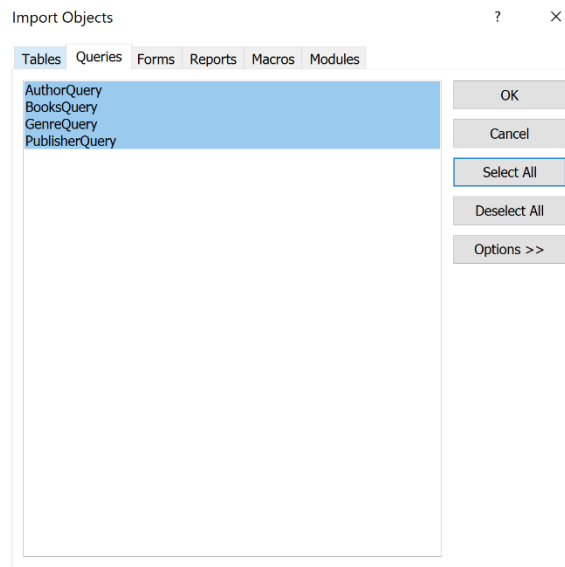 Import Objects ? ×
Tables Queries Forms Reports Macros Modules
AuthorQuery
BooksQuery
GenreQuery
PublisherQuery
OK
Cancel
Select All
Deselect All
Options >>